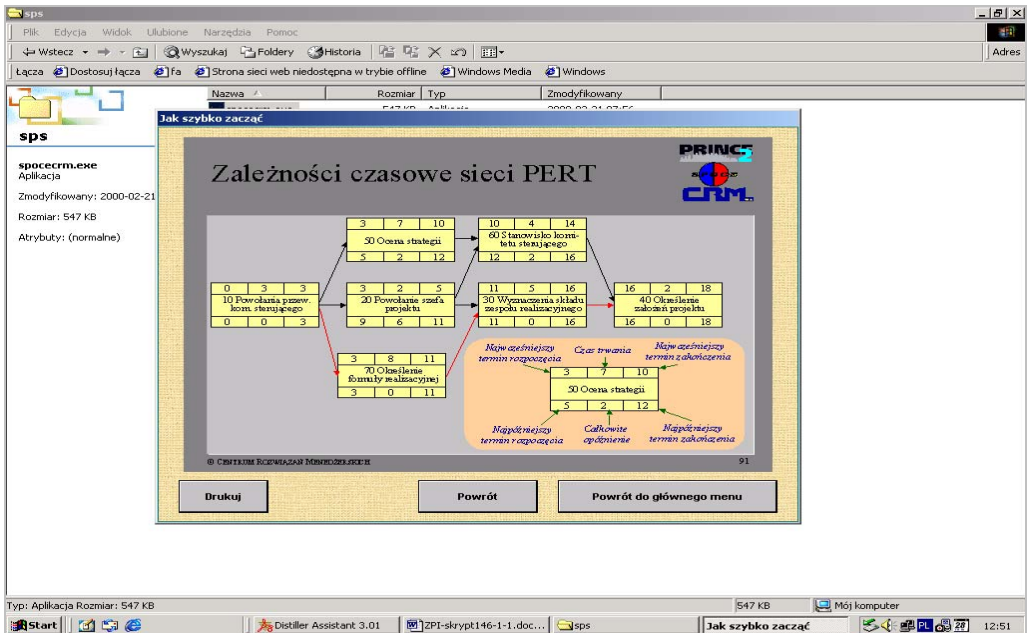 sps
Plik Edycja Widok Ulubione Narzędzia Pomoc
Wstecz Wyszukaj Foldery Historia Adres
Łącza Dostosuj łącza fa Strona sieci web niedostępna w trybie offline Windows Media Windows
Nazwa Rozmiar Typ Zmodyfikowany
sps
spocecrm.exe
Aplikacja
Zmodyfikowany: 2000-02-21
Rozmiar: 547 KB
Atrybuty: (normalne)
Jak szybko zacząć
Zależności czasowe sieci PERT
PRINCE2
CRM
3 7 10
50 Ocena strategii
5 2 12
10 4 14
60 Stanowisko komi-
tetu sterującego
12 2 16
0 3 3
10 Powołania przew.
kom. sterującego
0 0 3
3 2 5
20 Powołanie szefa
projektu
9 6 11
11 5 16
30 Wyznaczenia składu
zespołu realizacyjnego
11 0 16
16 2 18
40 Określenie
założeń projektu
16 0 18
3 8 11
70 Określenie
formuły realizacyjnej
3 0 11
Najwcześniejszy
termin rozpoczęcia
Czas trwania
Najwcześniejszy
termin zakończenia
3 7 10
50 Ocena strategii
5 2 12
Najpóźniejszy
termin rozpoczęcia
Całkowite
opóźnienie
Najpóźniejszy
termin zakończenia
© Centrum Rozwiązań Menedżerskich 91
Drukuj Powrót Powrót do głównego menu
Typ: Aplikacja Rozmiar: 547 KB 547 KB Mój komputer
Start Distiller Assistant 3.01 ZPI-skrypt146-1-1.doc... sps Jak szybko zacząć PL 28 12:51